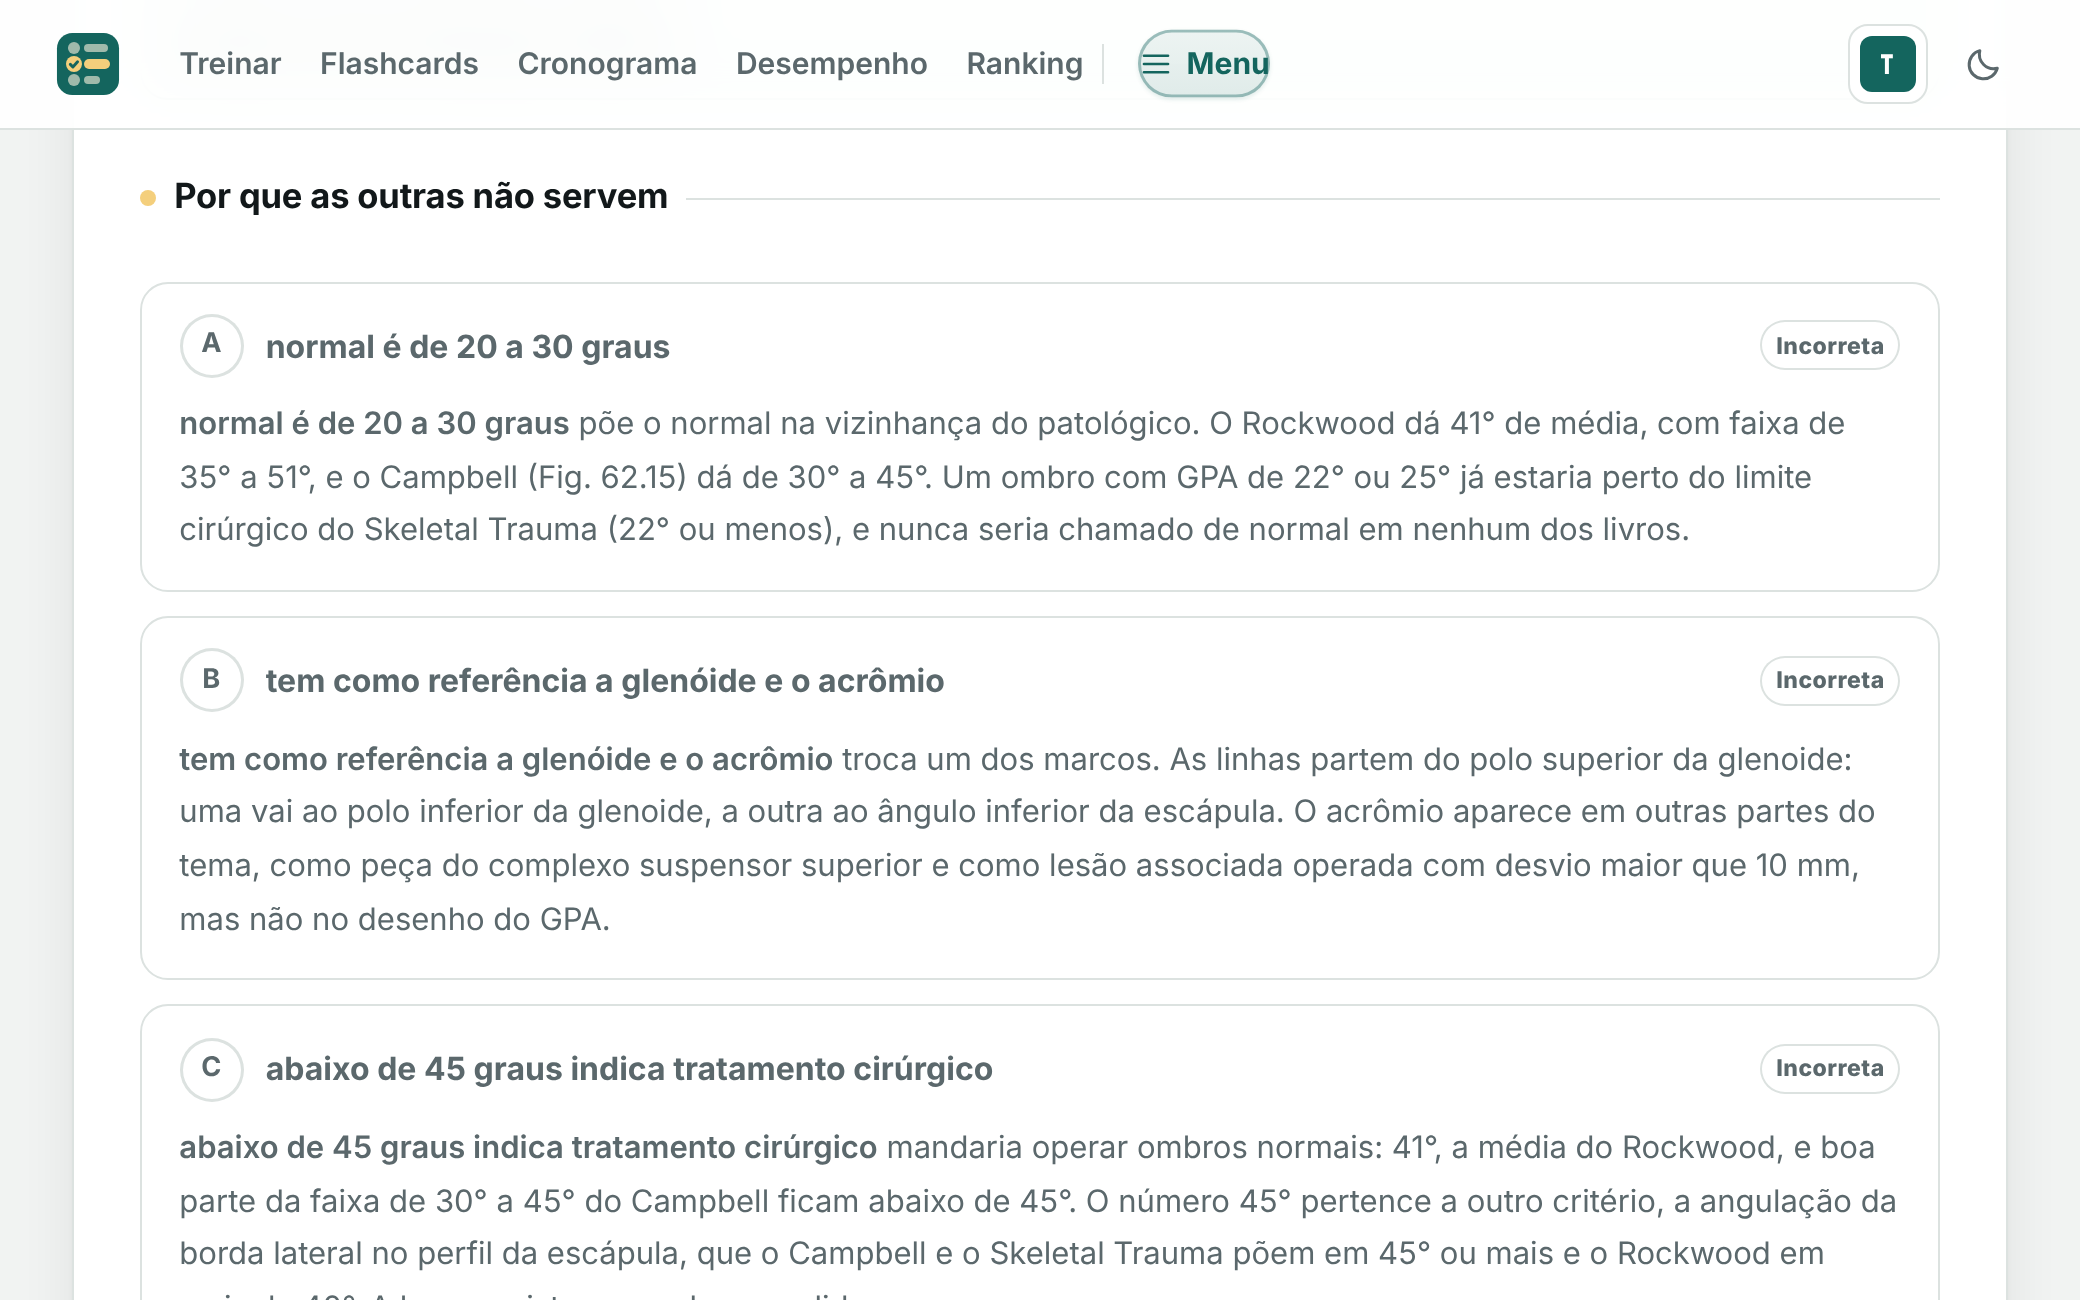 Treinar Flashcards Cronograma Desempenho Ranking Menu T
Por que as outras não servem
A normal é de 20 a 30 graus Incorreta
normal é de 20 a 30 graus põe o normal na vizinhança do patológico. O Rockwood dá 41° de média, com faixa de
35° a 51°, e o Campbell (Fig. 62.15) dá de 30° a 45°. Um ombro com GPA de 22° ou 25° já estaria perto do limite
cirúrgico do Skeletal Trauma (22° ou menos), e nunca seria chamado de normal em nenhum dos livros.
B tem como referência a glenóide e o acrômio Incorreta
tem como referência a glenóide e o acrômio troca um dos marcos. As linhas partem do polo superior da glenoide:
uma vai ao polo inferior da glenoide, a outra ao ângulo inferior da escápula. O acrômio aparece em outras partes do
tema, como peça do complexo suspensor superior e como lesão associada operada com desvio maior que 10 mm,
mas não no desenho do GPA.
C abaixo de 45 graus indica tratamento cirúrgico Incorreta
abaixo de 45 graus indica tratamento cirúrgico mandaria operar ombros normais: 41°, a média do Rockwood, e boa
parte da faixa de 30° a 45° do Campbell ficam abaixo de 45°. O número 45° pertence a outro critério, a angulação da
borda lateral no perfil da escápula, que o Campbell e o Skeletal Trauma põem em 45° ou mais e o Rockwood em